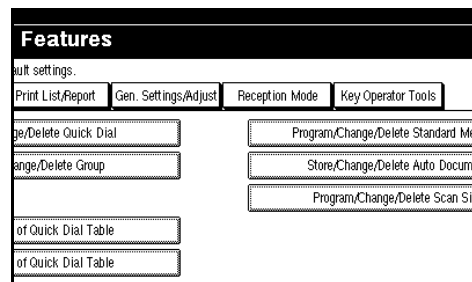 Features
ault settings.
Print List/Report Gen. Settings/Adjust Reception Mode Key Operator Tools
ge/Delete Quick Dial Program/Change/Delete Standard Me
ange/Delete Group Store/Change/Delete Auto Docum
Program/Change/Delete Scan Si
of Quick Dial Table
of Quick Dial Table